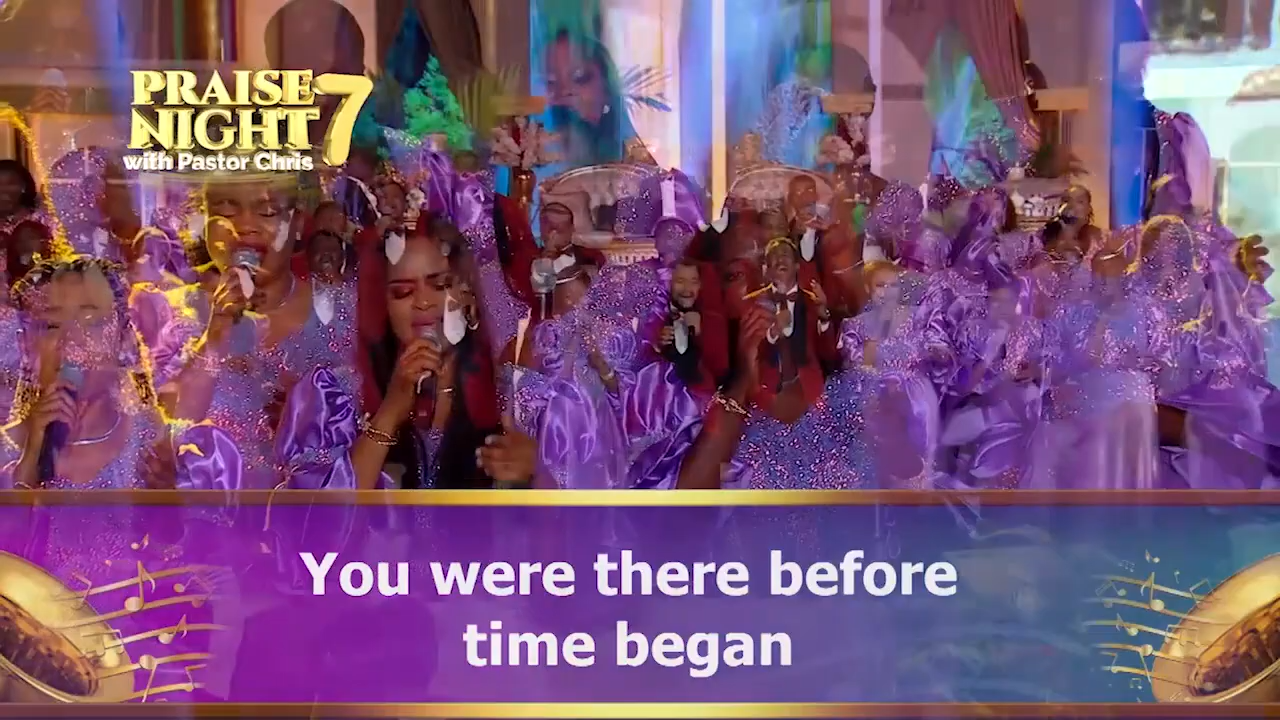 PRAISE
NIGHT 7
with Pastor Chris
You were there before
time began